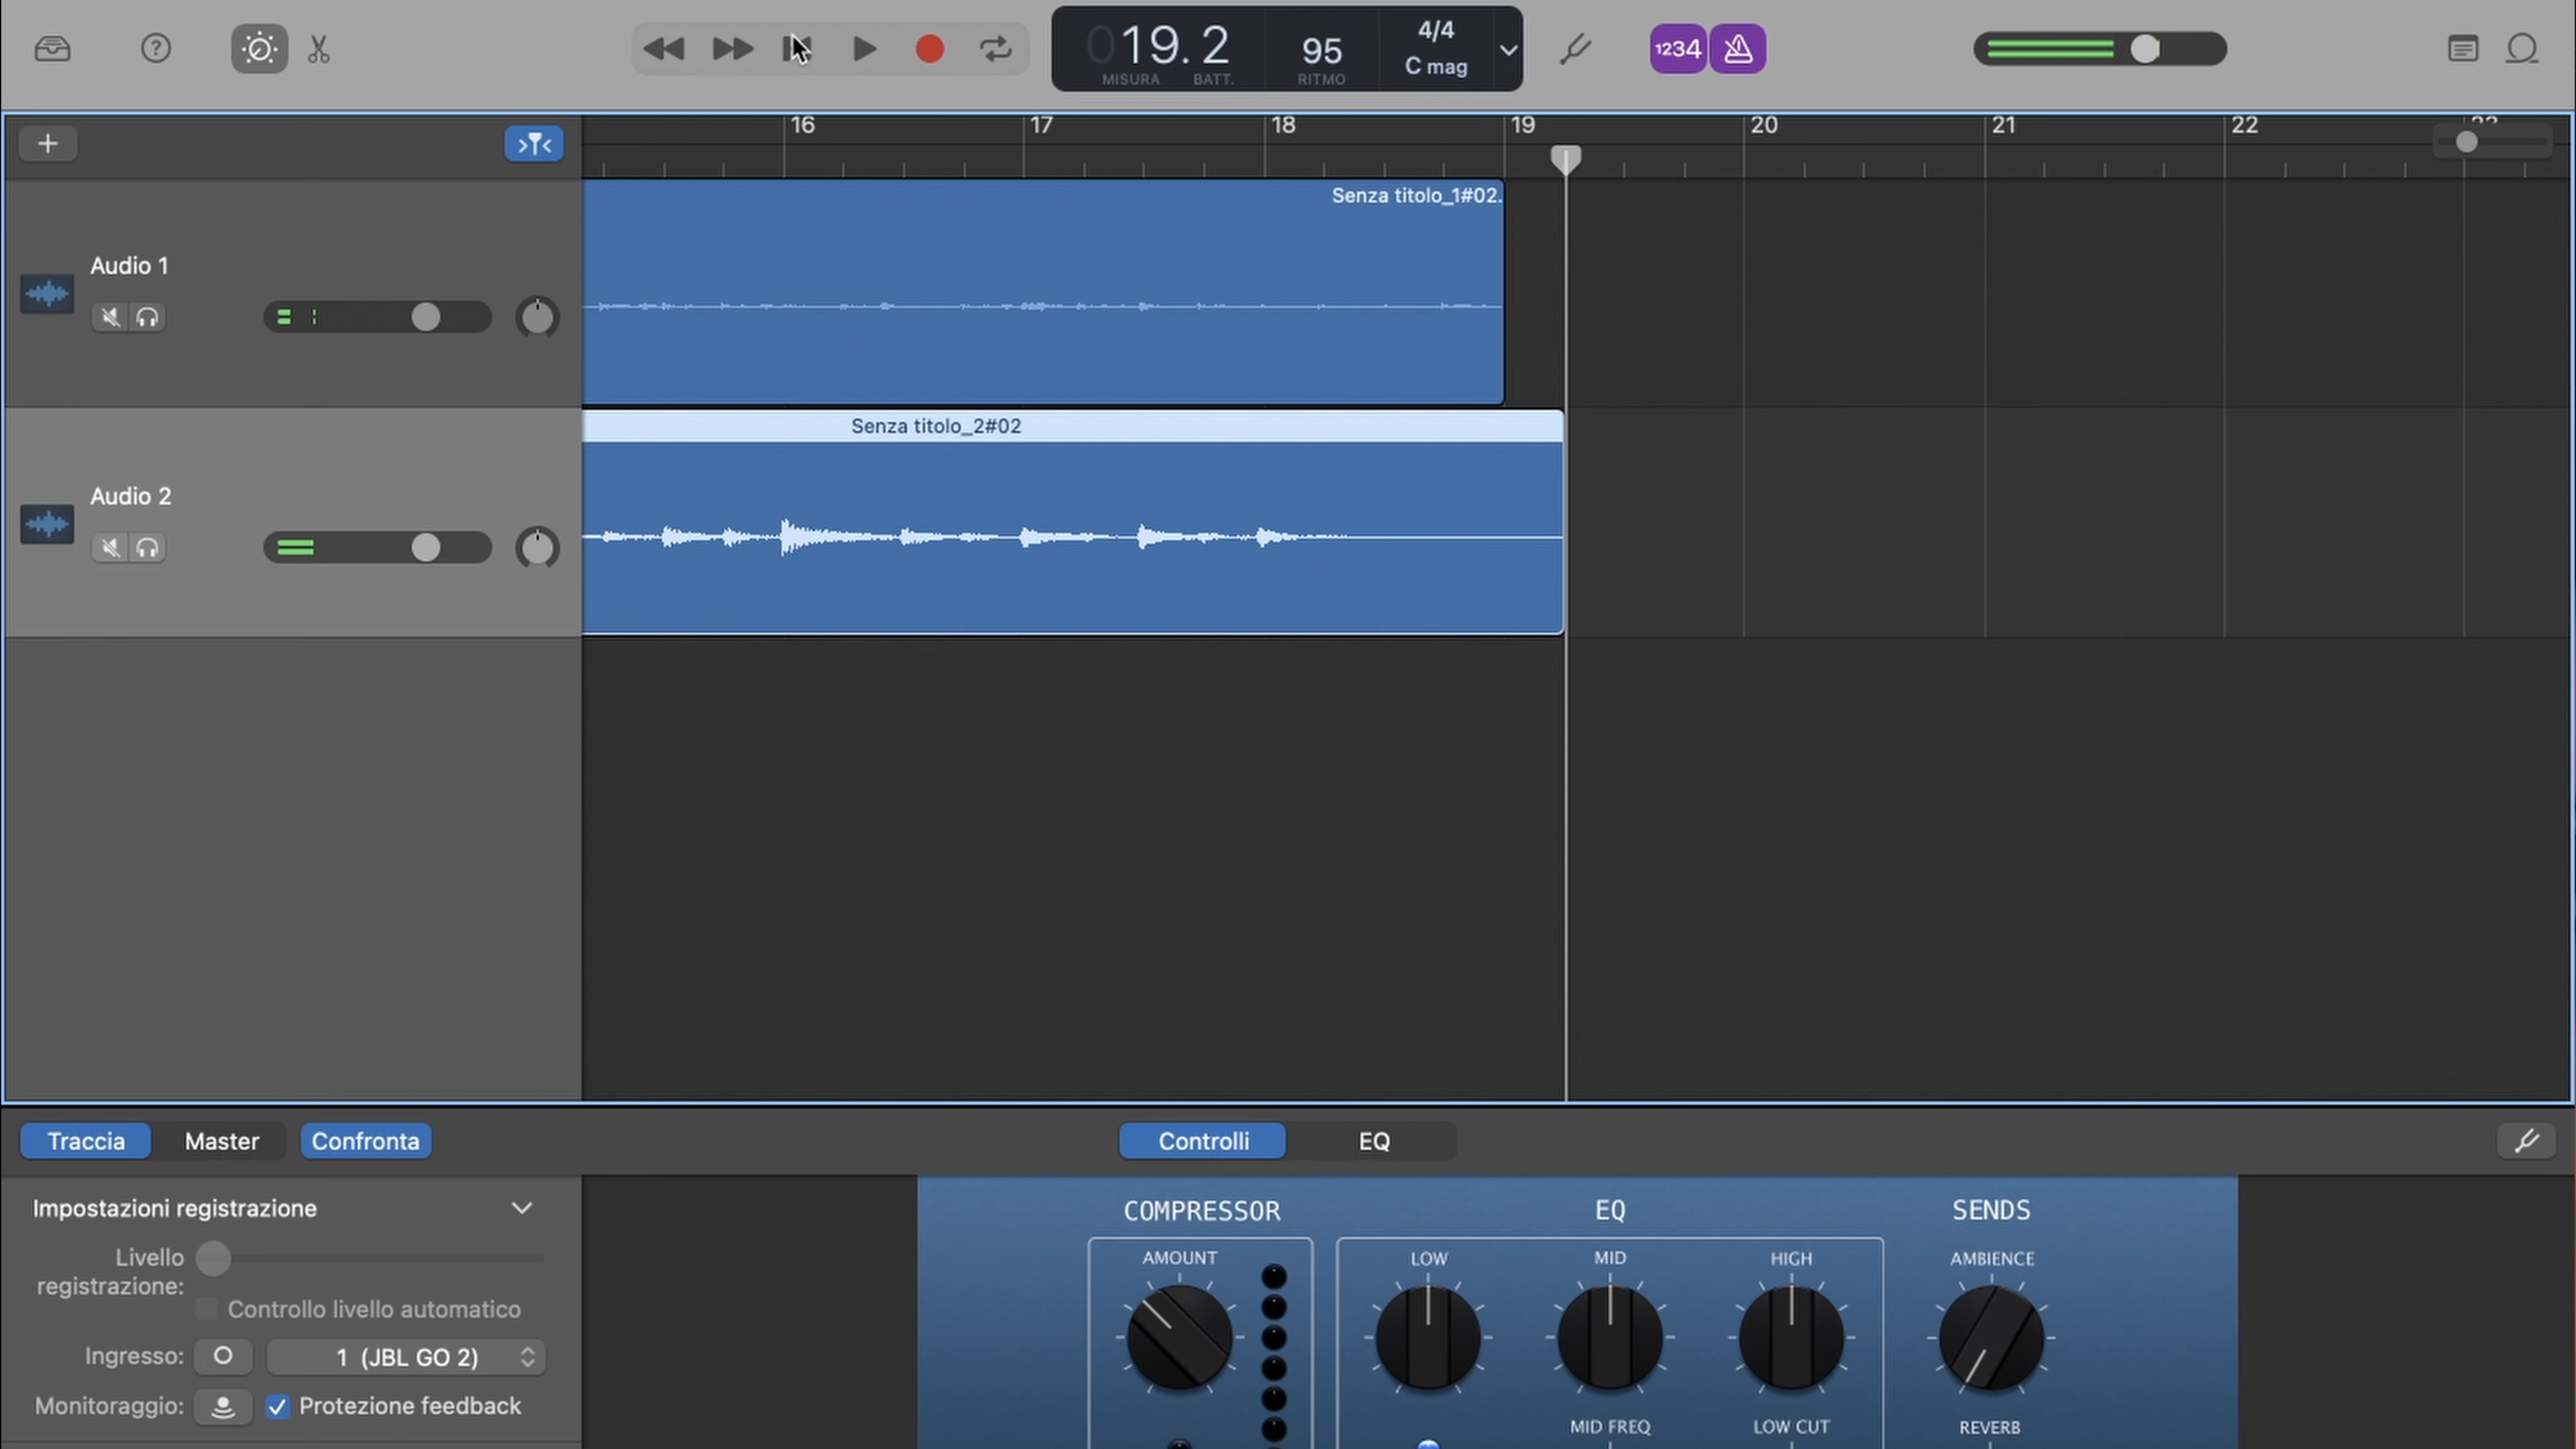 019.2
95
4/4
C mag
MISURA
BATT.
RITMO
1234
16
17
18
19
20
21
22
Senza titolo_1#02.
Audio 1
Senza titolo_2#02
Audio 2
Traccia
Master
Confronta
Controlli
EQ
Impostazioni registrazione
Livello
registrazione:
Controllo livello automatico
Ingresso:
1 (JBL GO 2)
Monitoraggio:
Protezione feedback
COMPRESSOR
EQ
SENDS
AMOUNT
LOW
MID
HIGH
AMBIENCE
MID FREQ
LOW CUT
REVERB